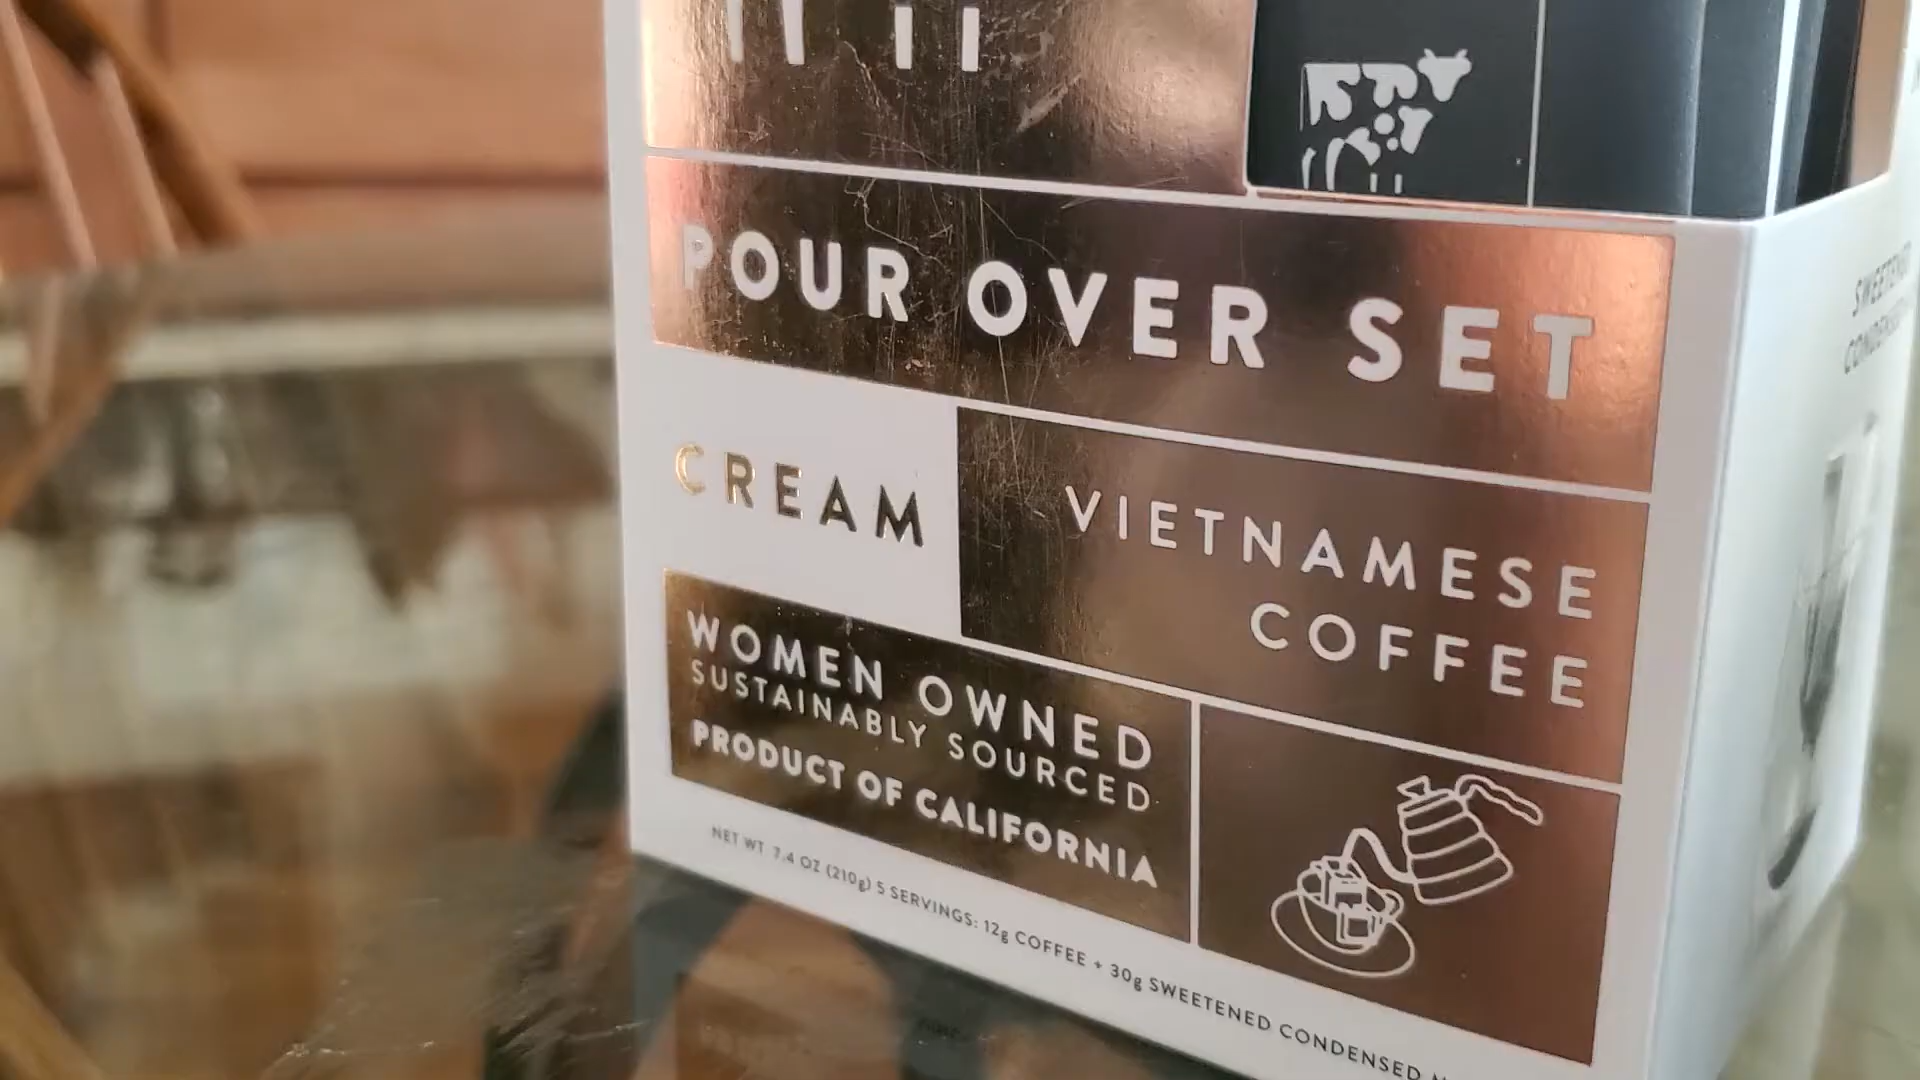 POUR OVER SET
CREAM
VIETNAMESE
COFFEE
WOMEN OWNED
SUSTAINABLY SOURCED
PRODUCT OF CALIFORNIA
NET WT 7.4 OZ (210g) 5 SERVINGS: 12g COFFEE + 30g SWEETENED CONDENSED